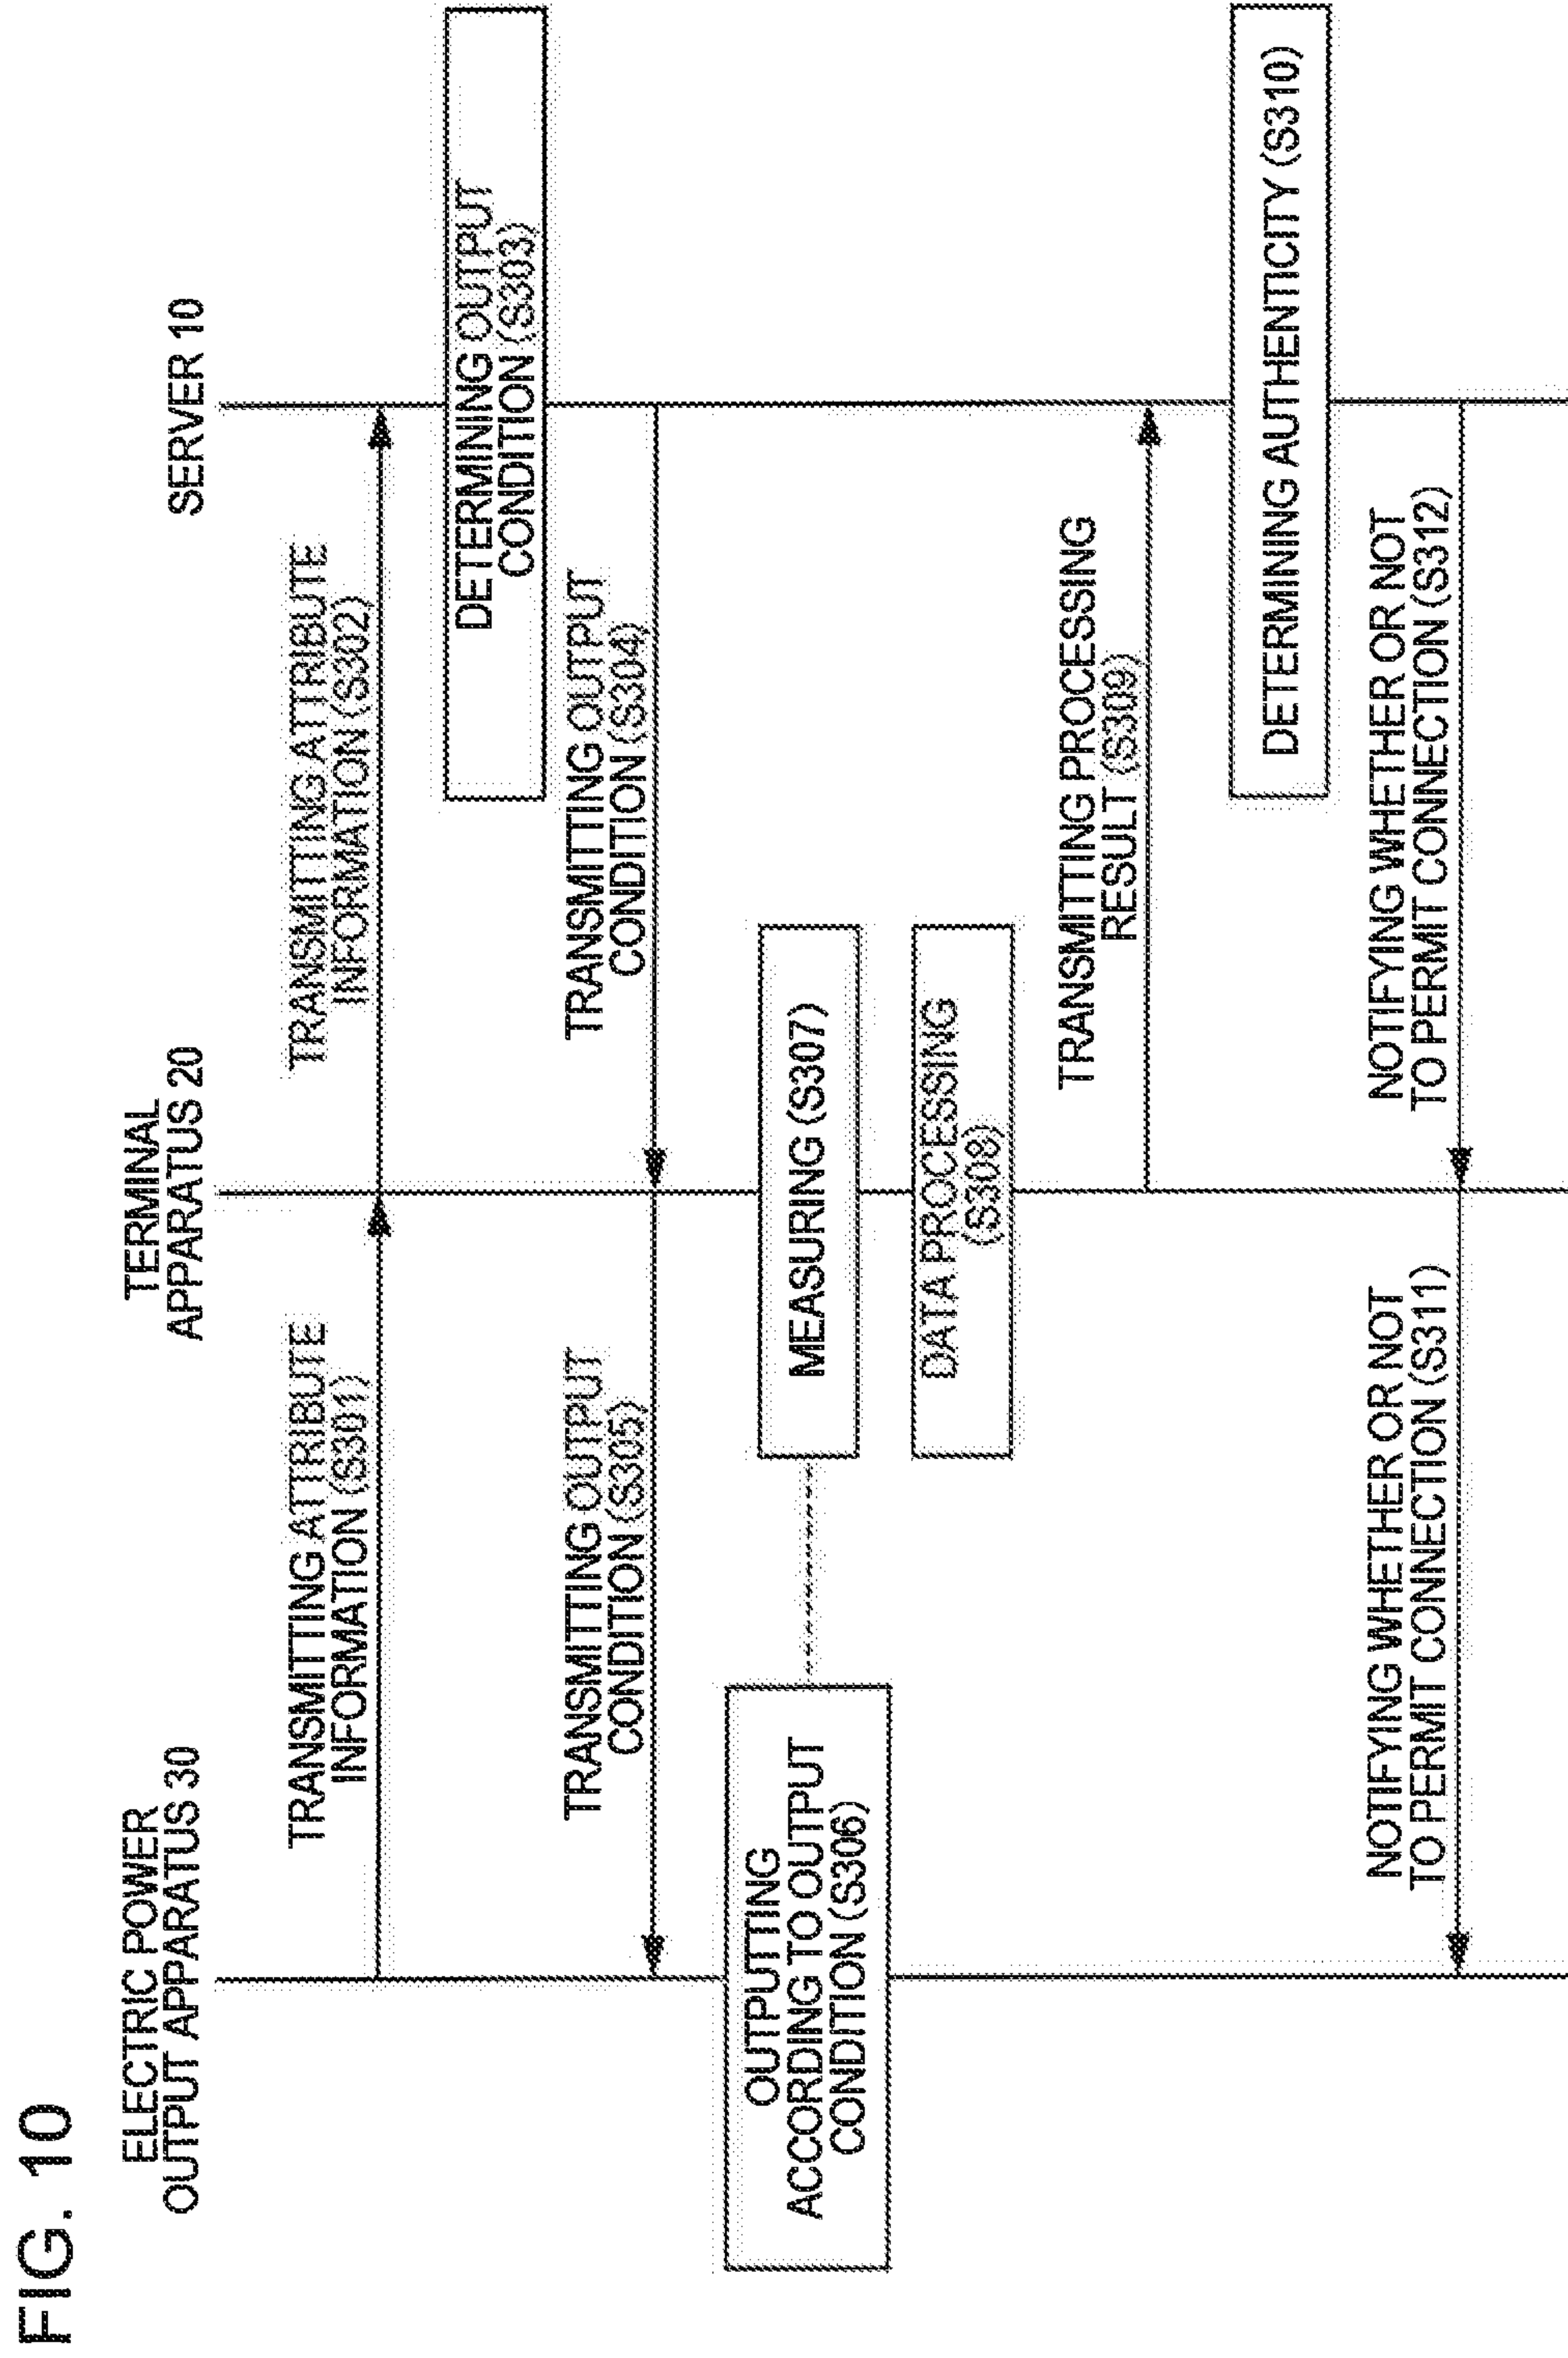 FIG. 10
ELECTRIC POWER
OUTPUT APPARATUS 30
TERMINAL
APPARATUS 20
SERVER 10
TRANSMITTING ATTRIBUTE
INFORMATION (S301)
TRANSMITTING ATTRIBUTE
INFORMATION (S302)
DETERMINING OUTPUT
CONDITION (S303)
TRANSMITTING OUTPUT
CONDITION (S304)
TRANSMITTING OUTPUT
CONDITION (S305)
OUTPUTTING
ACCORDING TO OUTPUT
CONDITION (S306)
MEASURING (S307)
DATA PROCESSING
(S308)
TRANSMITTING PROCESSING
RESULT (S309)
DETERMINING AUTHENTICITY (S310)
NOTIFYING WHETHER OR NOT
TO PERMIT CONNECTION (S311)
NOTIFYING WHETHER OR NOT
TO PERMIT CONNECTION (S312)